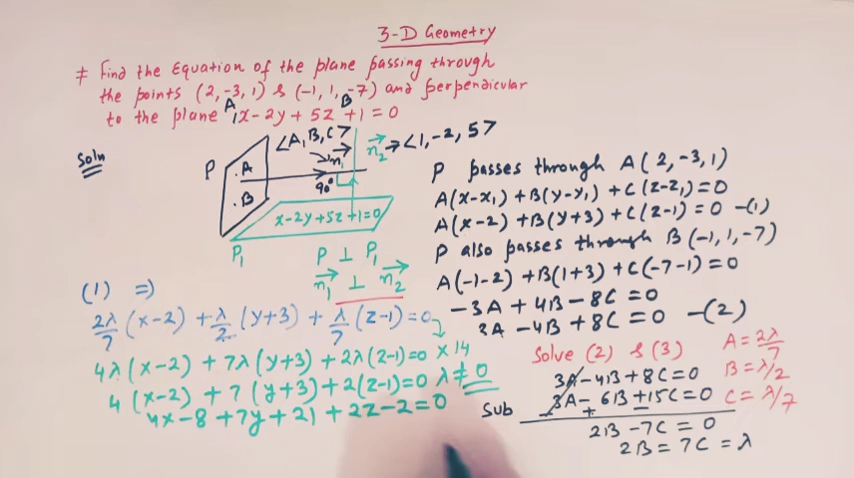 3-D Geometry
# Find the Equation of the plane passing through
the points (2, -3, 1) & (-1, 1, -7) and perpendicular
A B
to the plane 1x - 2y + 5z + 1 = 0
Soln
P
.A
.B
<A, B, C>
n₁
90°
n₂ → <1, -2, 5>
x - 2y + 5z + 1 = 0
P₁
P ⊥ P₁
n₁ ⊥ n₂
P passes through A(2, -3, 1)
A(x-x₁) + B(y-y₁) + C(z-z₁) = 0
A(x-2) + B(y+3) + C(z-1) = 0 —(1)
P also passes through B(-1, 1, -7)
A(-1-2) + B(1+3) + C(-7-1) = 0
-3A + 4B - 8C = 0
3A - 4B + 8C = 0 —(2)
Solve (2) & (3)
3A - 4B + 8C = 0
3A - 6B + 15C = 0
Sub
- + -
2B - 7C = 0
2B = 7C = λ
A = 2λ/7
B = λ/2
C = λ/7
(1) ⇒
2λ/7 (x-2) + λ/2 (y+3) + λ/7 (z-1) = 0
× 14
4λ(x-2) + 7λ(y+3) + 2λ(z-1) = 0
4(x-2) + 7(y+3) + 2(z-1) = 0 λ ≠ 0
4x - 8 + 7y + 21 + 2z - 2 = 0